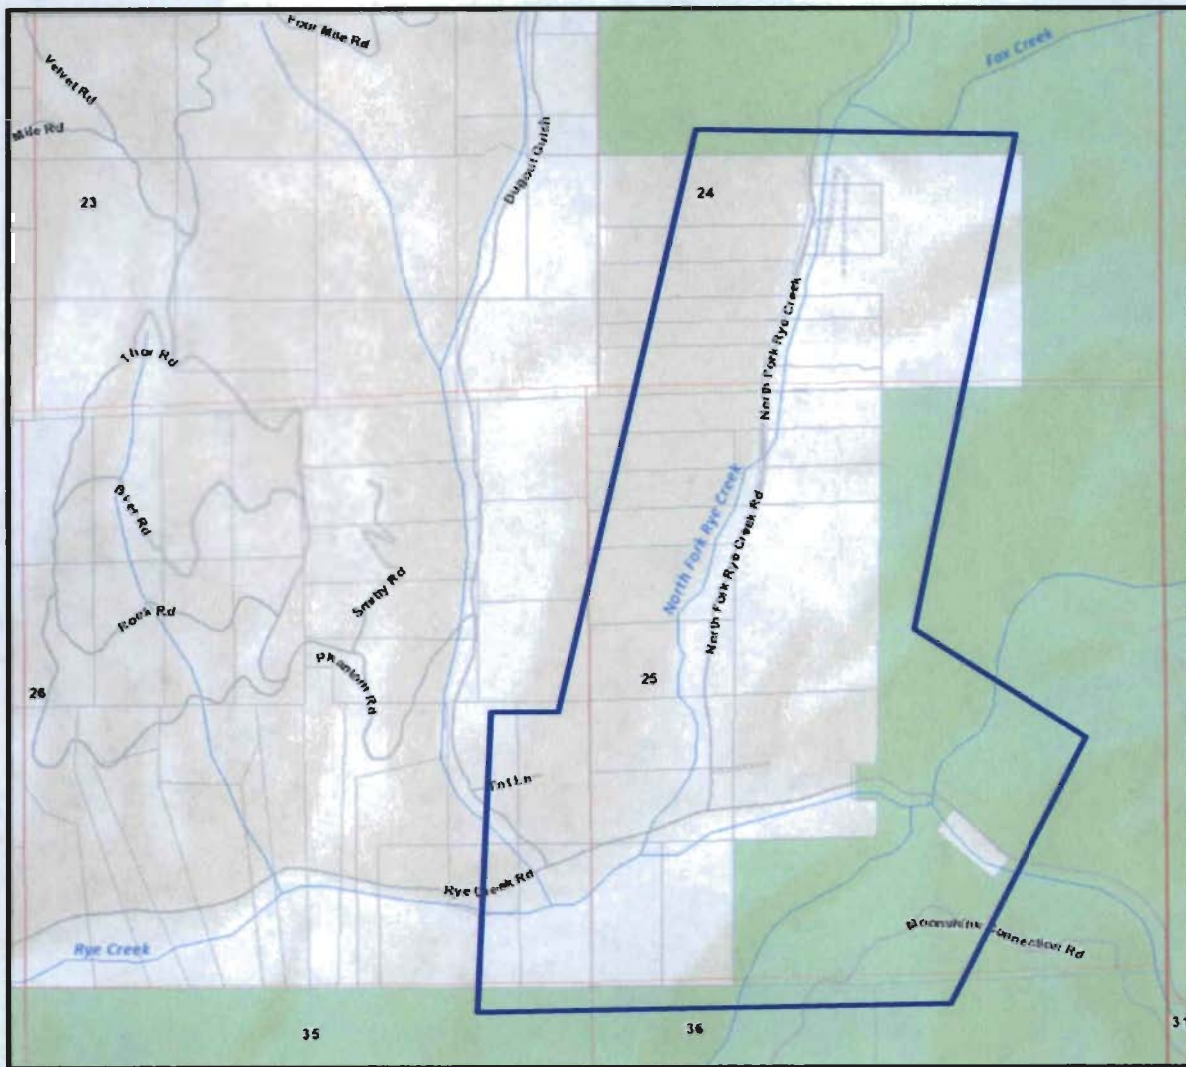 Four Mile Rd
Fox Creek
Velvet Rd
Mile Rd
Dugout Gulch
23
24
Thor Rd
North Fork Rye Creek
North Fork Rye Creek
North Fork Rye Creek Rd
Rock Rd
Phantom Rd
25
26
Rye Creek Rd
Rye Creek
Moonshine Connection Rd
35
36
31